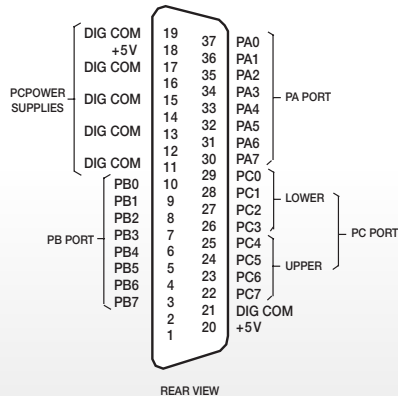 DIG COM 19
+5V 18
DIG COM 17
16
DIG COM 15
14
DIG COM 13
12
DIG COM 11
PB0 10
PB1 9
PB2 8
PB3 7
PB4 6
PB5 5
PB6 4
PB7 3
2
1
PCPOWER
SUPPLIES
PB PORT
37 PA0
36 PA1
35 PA2
34 PA3
33 PA4
32 PA5
31 PA6
30 PA7
29 PC0
28 PC1
27 PC2
26 PC3
25 PC4
24 PC5
23 PC6
22 PC7
21 DIG COM
20 +5V
PA PORT
LOWER
UPPER
PC PORT
REAR VIEW